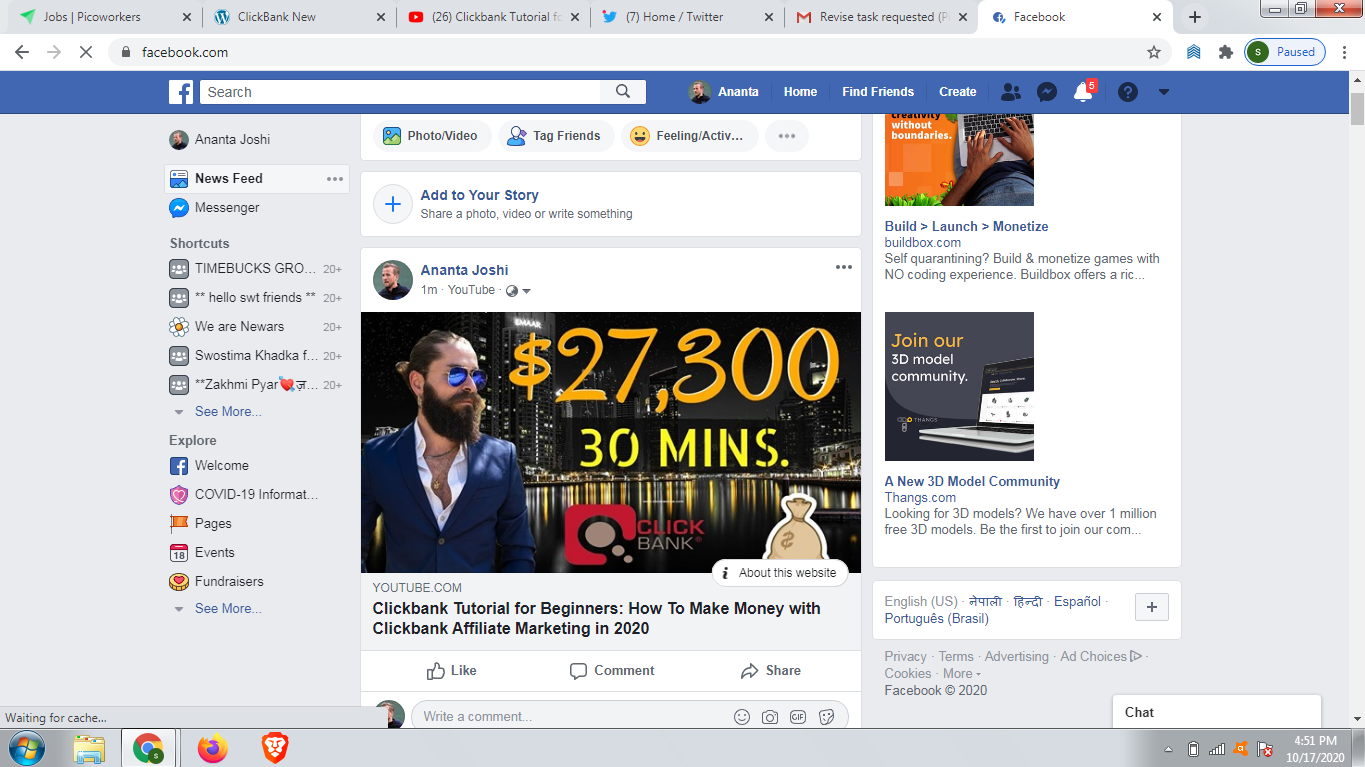 Jobs | Picoworkers
ClickBank New
(26) Clickbank Tutorial fo
(7) Home / Twitter
Revise task requested (P
Facebook
facebook.com
S Paused
Search
Ananta
Home
Find Friends
Create
5
Ananta Joshi
News Feed
Messenger
Shortcuts
TIMEBUCKS GRO... 20+
** hello swt friends ** 20+
We are Newars 20+
Swostima Khadka f... 20+
**Zakhmi Pyar💘ज़... 20+
See More...
Explore
Welcome
COVID-19 Informat...
Pages
18 Events
Fundraisers
See More...
Photo/Video
Tag Friends
Feeling/Activ...
Add to Your Story
Share a photo, video or write something
Ananta Joshi
1m · YouTube ·
EMAAR
$27,300
30 MINS.
CLICK
BANK®
About this website
YOUTUBE.COM
Clickbank Tutorial for Beginners: How To Make Money with
Clickbank Affiliate Marketing in 2020
Like
Comment
Share
Write a comment...
GIF
creativity
without
boundaries.
Build > Launch > Monetize
buildbox.com
Self quarantining? Build & monetize games with
NO coding experience. Buildbox offers a ric...
Join our
3D model
community.
THANGS
A New 3D Model Community
Thangs.com
Looking for 3D models? We have over 1 million
free 3D models. Be the first to join our com...
English (US) · नेपाली · हिन्दी · Español ·
Português (Brasil)
Privacy · Terms · Advertising · Ad Choices ·
Cookies · More
Facebook © 2020
Chat
Waiting for cache...
4:51 PM
10/17/2020